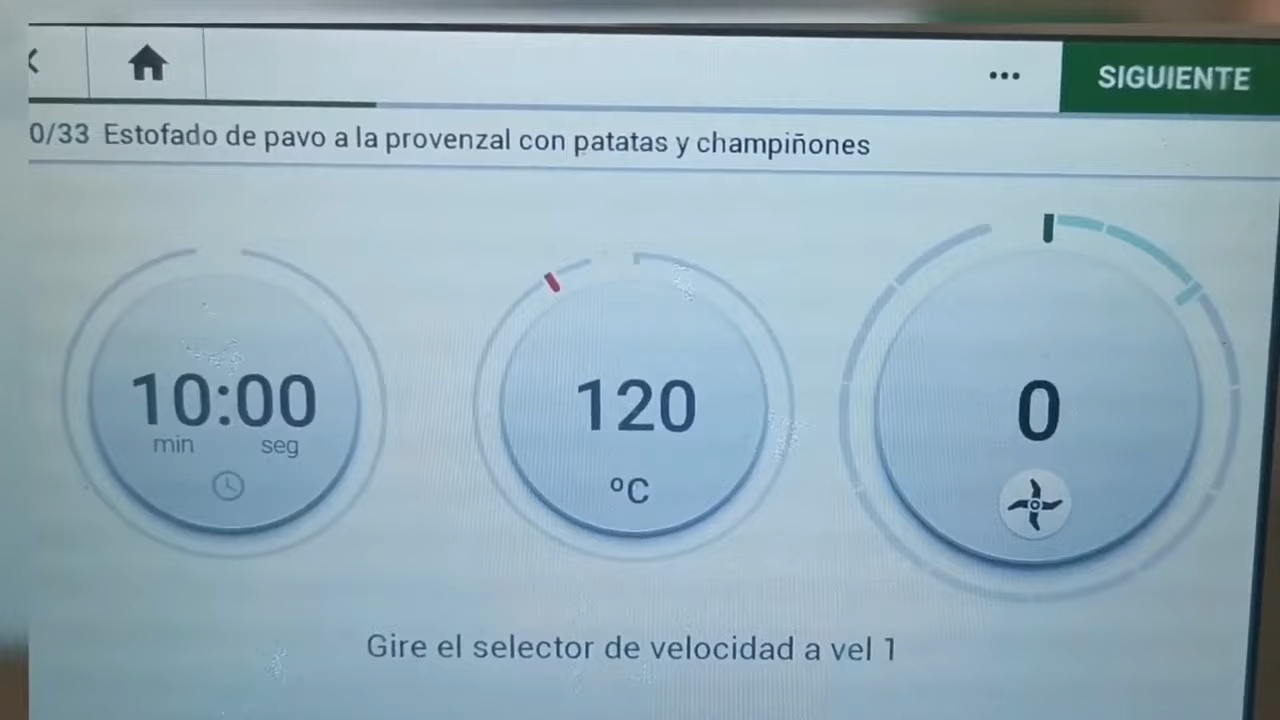 SIGUIENTE
0/33 Estofado de pavo a la provenzal con patatas y champiñones
10:00
min seg
120
ºC
0
Gire el selector de velocidad a vel 1